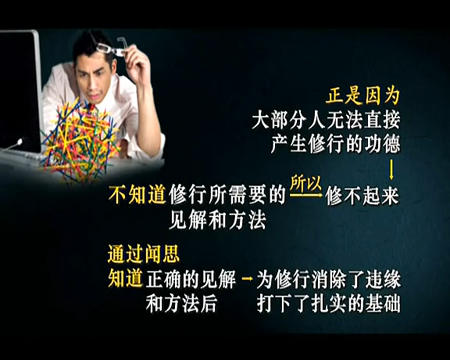 正是因为
大部分人无法直接
产生修行的功德
↓
不知道修行所需要的 所以→ 修不起来
见解和方法
通过闻思
知道正确的见解→为修行消除了违缘
和方法后 打下了扎实的基础